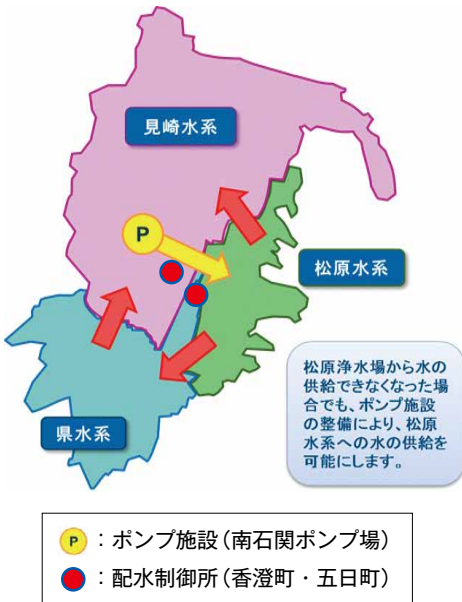 見崎水系
P
松原水系
松原浄水場から水の
供給できなくなった場
合でも、ポンプ施設
の整備により、松原
水系への水の供給を
可能にします。
県水系
P：ポンプ施設（南石関ポンプ場）
：配水制御所（香澄町・五日町）